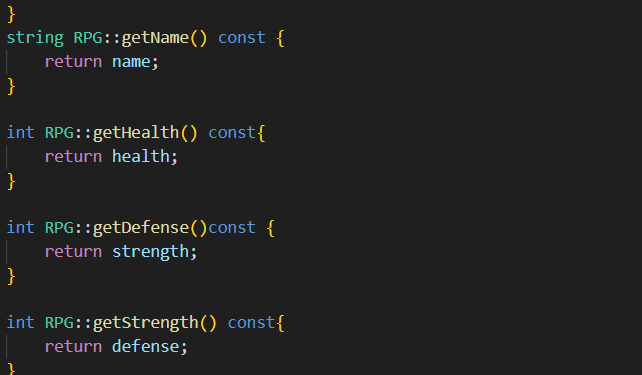 }
string RPG::getName() const {
    return name;
}

int RPG::getHealth() const{
    return health;
}

int RPG::getDefense()const {
    return strength;
}

int RPG::getStrength() const{
    return defense;
}